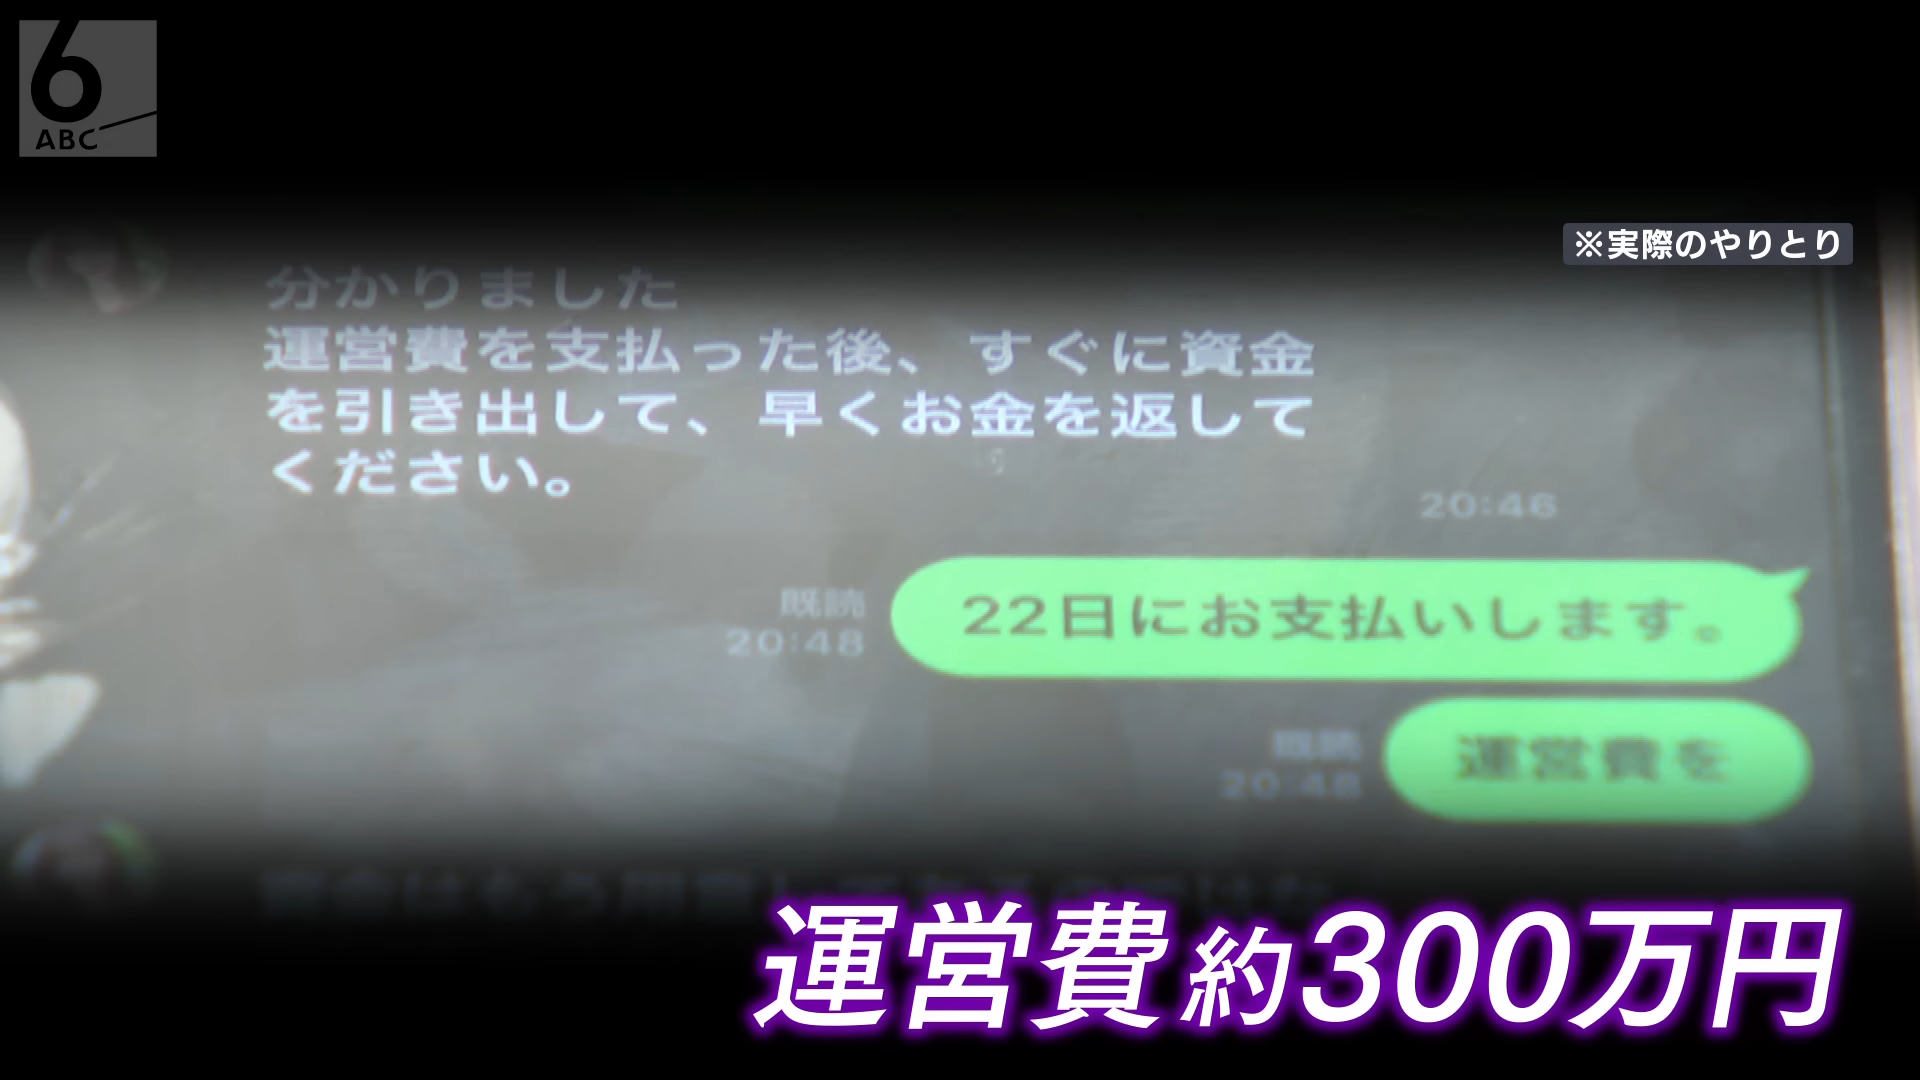 6
ABC
※実際のやりとり
分かりました
運営費を支払った後、すぐに資金
を引き出して、早くお金を返して
ください。
20:46
22日にお支払いします。
既読
20:48
運営費を
既読
20:48
運営費約300万円